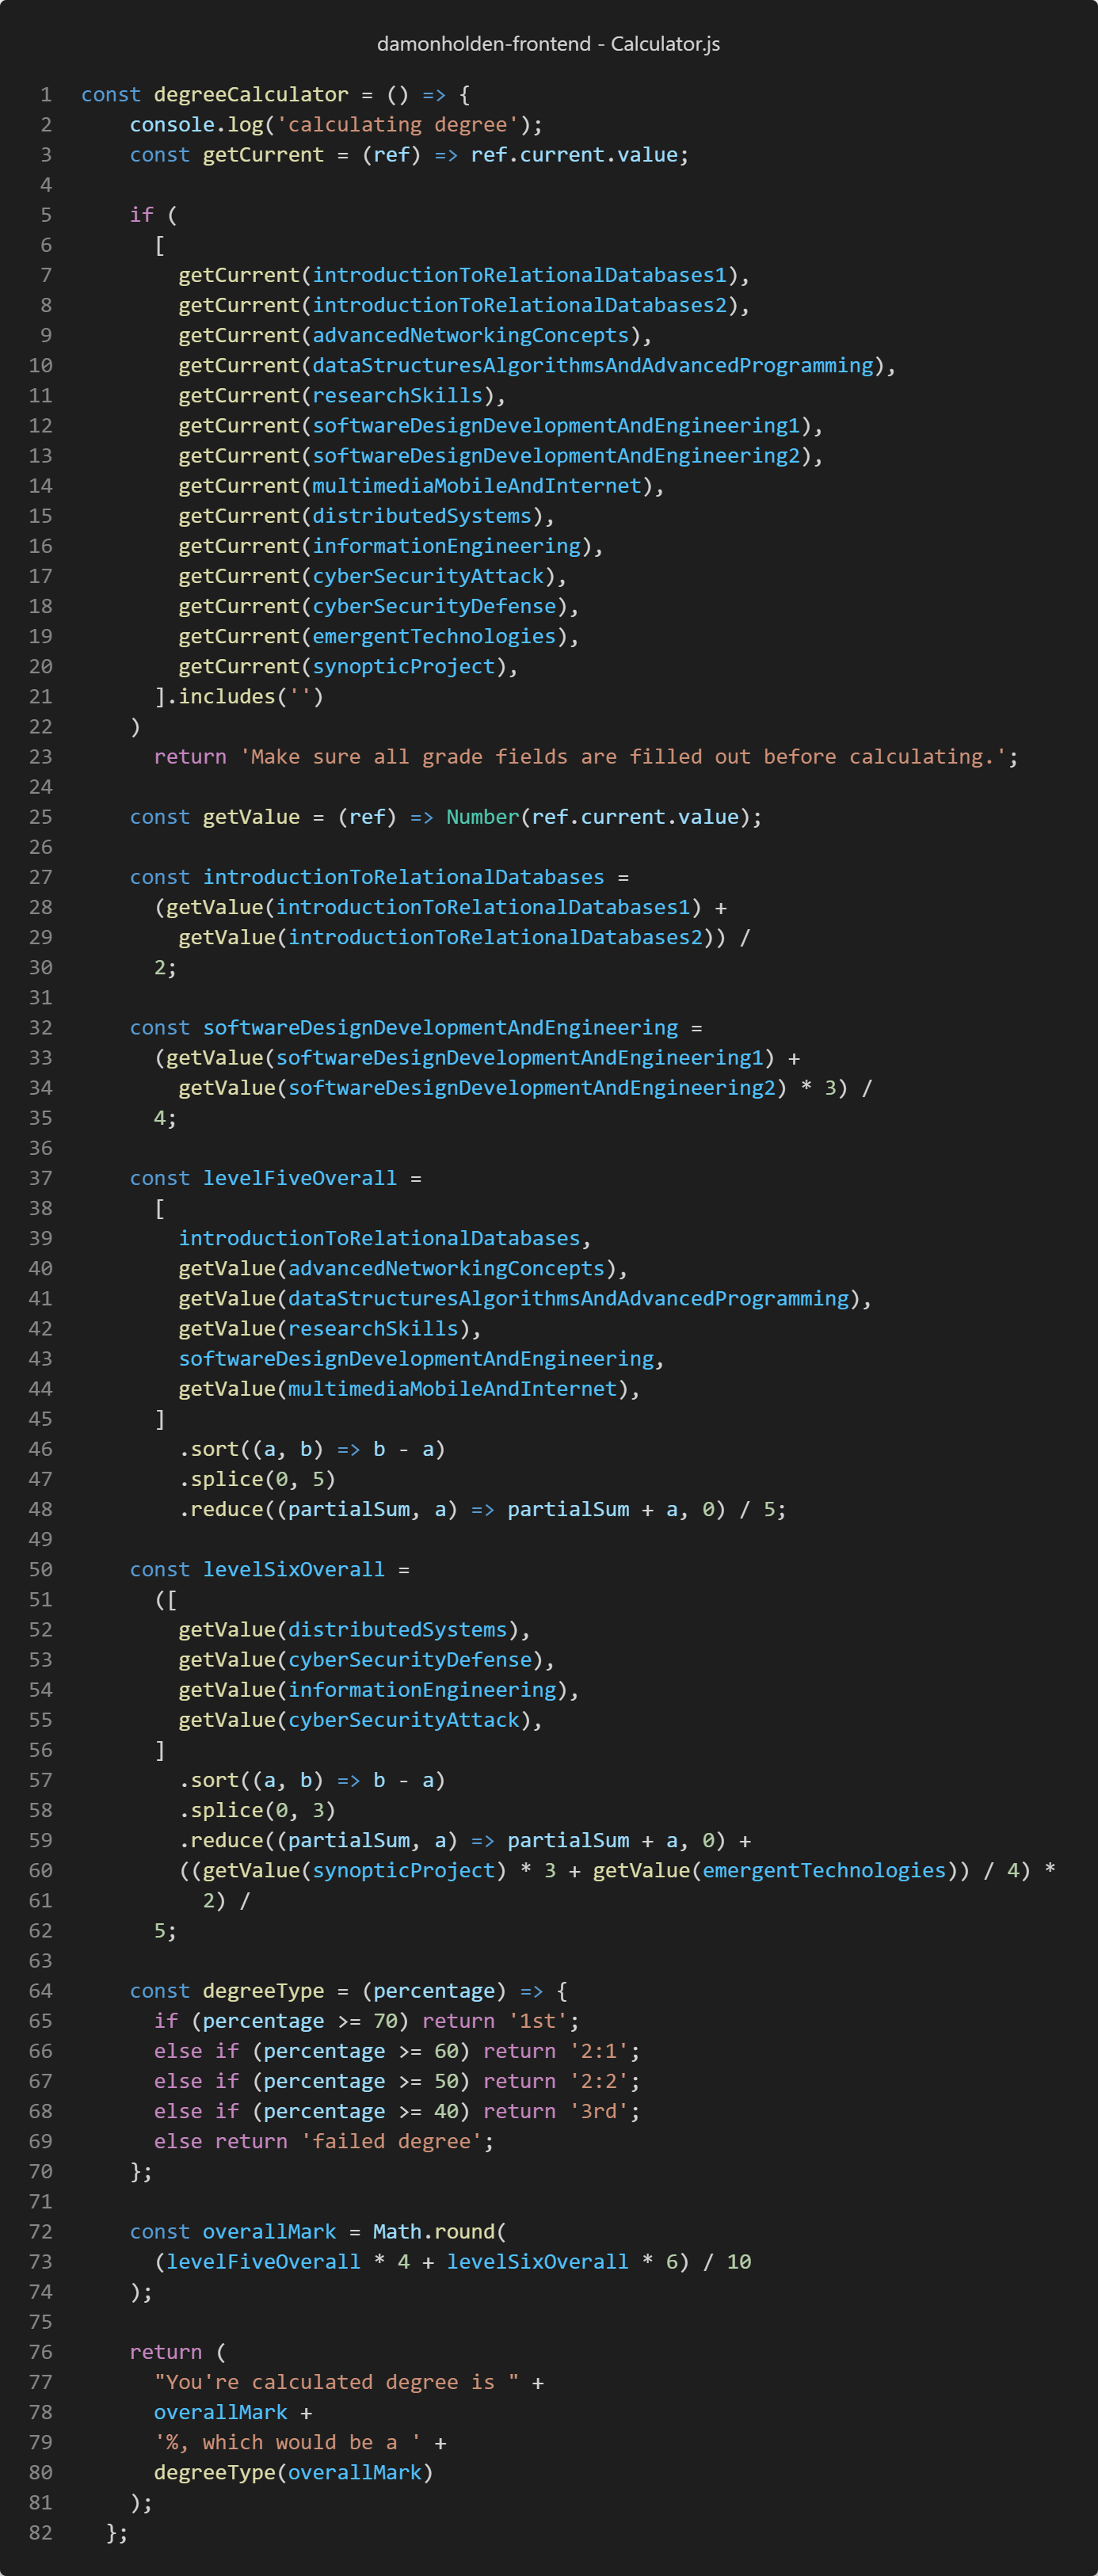 damonholden-frontend - Calculator.js
1 const degreeCalculator = () => {
2     console.log('calculating degree');
3     const getCurrent = (ref) => ref.current.value;
4
5     if (
6       [
7         getCurrent(introductionToRelationalDatabases1),
8         getCurrent(introductionToRelationalDatabases2),
9         getCurrent(advancedNetworkingConcepts),
10         getCurrent(dataStructuresAlgorithmsAndAdvancedProgramming),
11         getCurrent(researchSkills),
12         getCurrent(softwareDesignDevelopmentAndEngineering1),
13         getCurrent(softwareDesignDevelopmentAndEngineering2),
14         getCurrent(multimediaMobileAndInternet),
15         getCurrent(distributedSystems),
16         getCurrent(informationEngineering),
17         getCurrent(cyberSecurityAttack),
18         getCurrent(cyberSecurityDefense),
19         getCurrent(emergentTechnologies),
20         getCurrent(synopticProject),
21       ].includes('')
22     )
23       return 'Make sure all grade fields are filled out before calculating.';
24
25     const getValue = (ref) => Number(ref.current.value);
26
27     const introductionToRelationalDatabases =
28       (getValue(introductionToRelationalDatabases1) +
29         getValue(introductionToRelationalDatabases2)) /
30       2;
31
32     const softwareDesignDevelopmentAndEngineering =
33       (getValue(softwareDesignDevelopmentAndEngineering1) +
34         getValue(softwareDesignDevelopmentAndEngineering2) * 3) /
35       4;
36
37     const levelFiveOverall =
38       [
39         introductionToRelationalDatabases,
40         getValue(advancedNetworkingConcepts),
41         getValue(dataStructuresAlgorithmsAndAdvancedProgramming),
42         getValue(researchSkills),
43         softwareDesignDevelopmentAndEngineering,
44         getValue(multimediaMobileAndInternet),
45       ]
46         .sort((a, b) => b - a)
47         .splice(0, 5)
48         .reduce((partialSum, a) => partialSum + a, 0) / 5;
49
50     const levelSixOverall =
51       ([
52         getValue(distributedSystems),
53         getValue(cyberSecurityDefense),
54         getValue(informationEngineering),
55         getValue(cyberSecurityAttack),
56       ]
57         .sort((a, b) => b - a)
58         .splice(0, 3)
59         .reduce((partialSum, a) => partialSum + a, 0) +
60         ((getValue(synopticProject) * 3 + getValue(emergentTechnologies)) / 4) *
61           2) /
62       5;
63
64     const degreeType = (percentage) => {
65       if (percentage >= 70) return '1st';
66       else if (percentage >= 60) return '2:1';
67       else if (percentage >= 50) return '2:2';
68       else if (percentage >= 40) return '3rd';
69       else return 'failed degree';
70     };
71
72     const overallMark = Math.round(
73       (levelFiveOverall * 4 + levelSixOverall * 6) / 10
74     );
75
76     return (
77       "You're calculated degree is " +
78       overallMark +
79       '%, which would be a ' +
80       degreeType(overallMark)
81     );
82   };